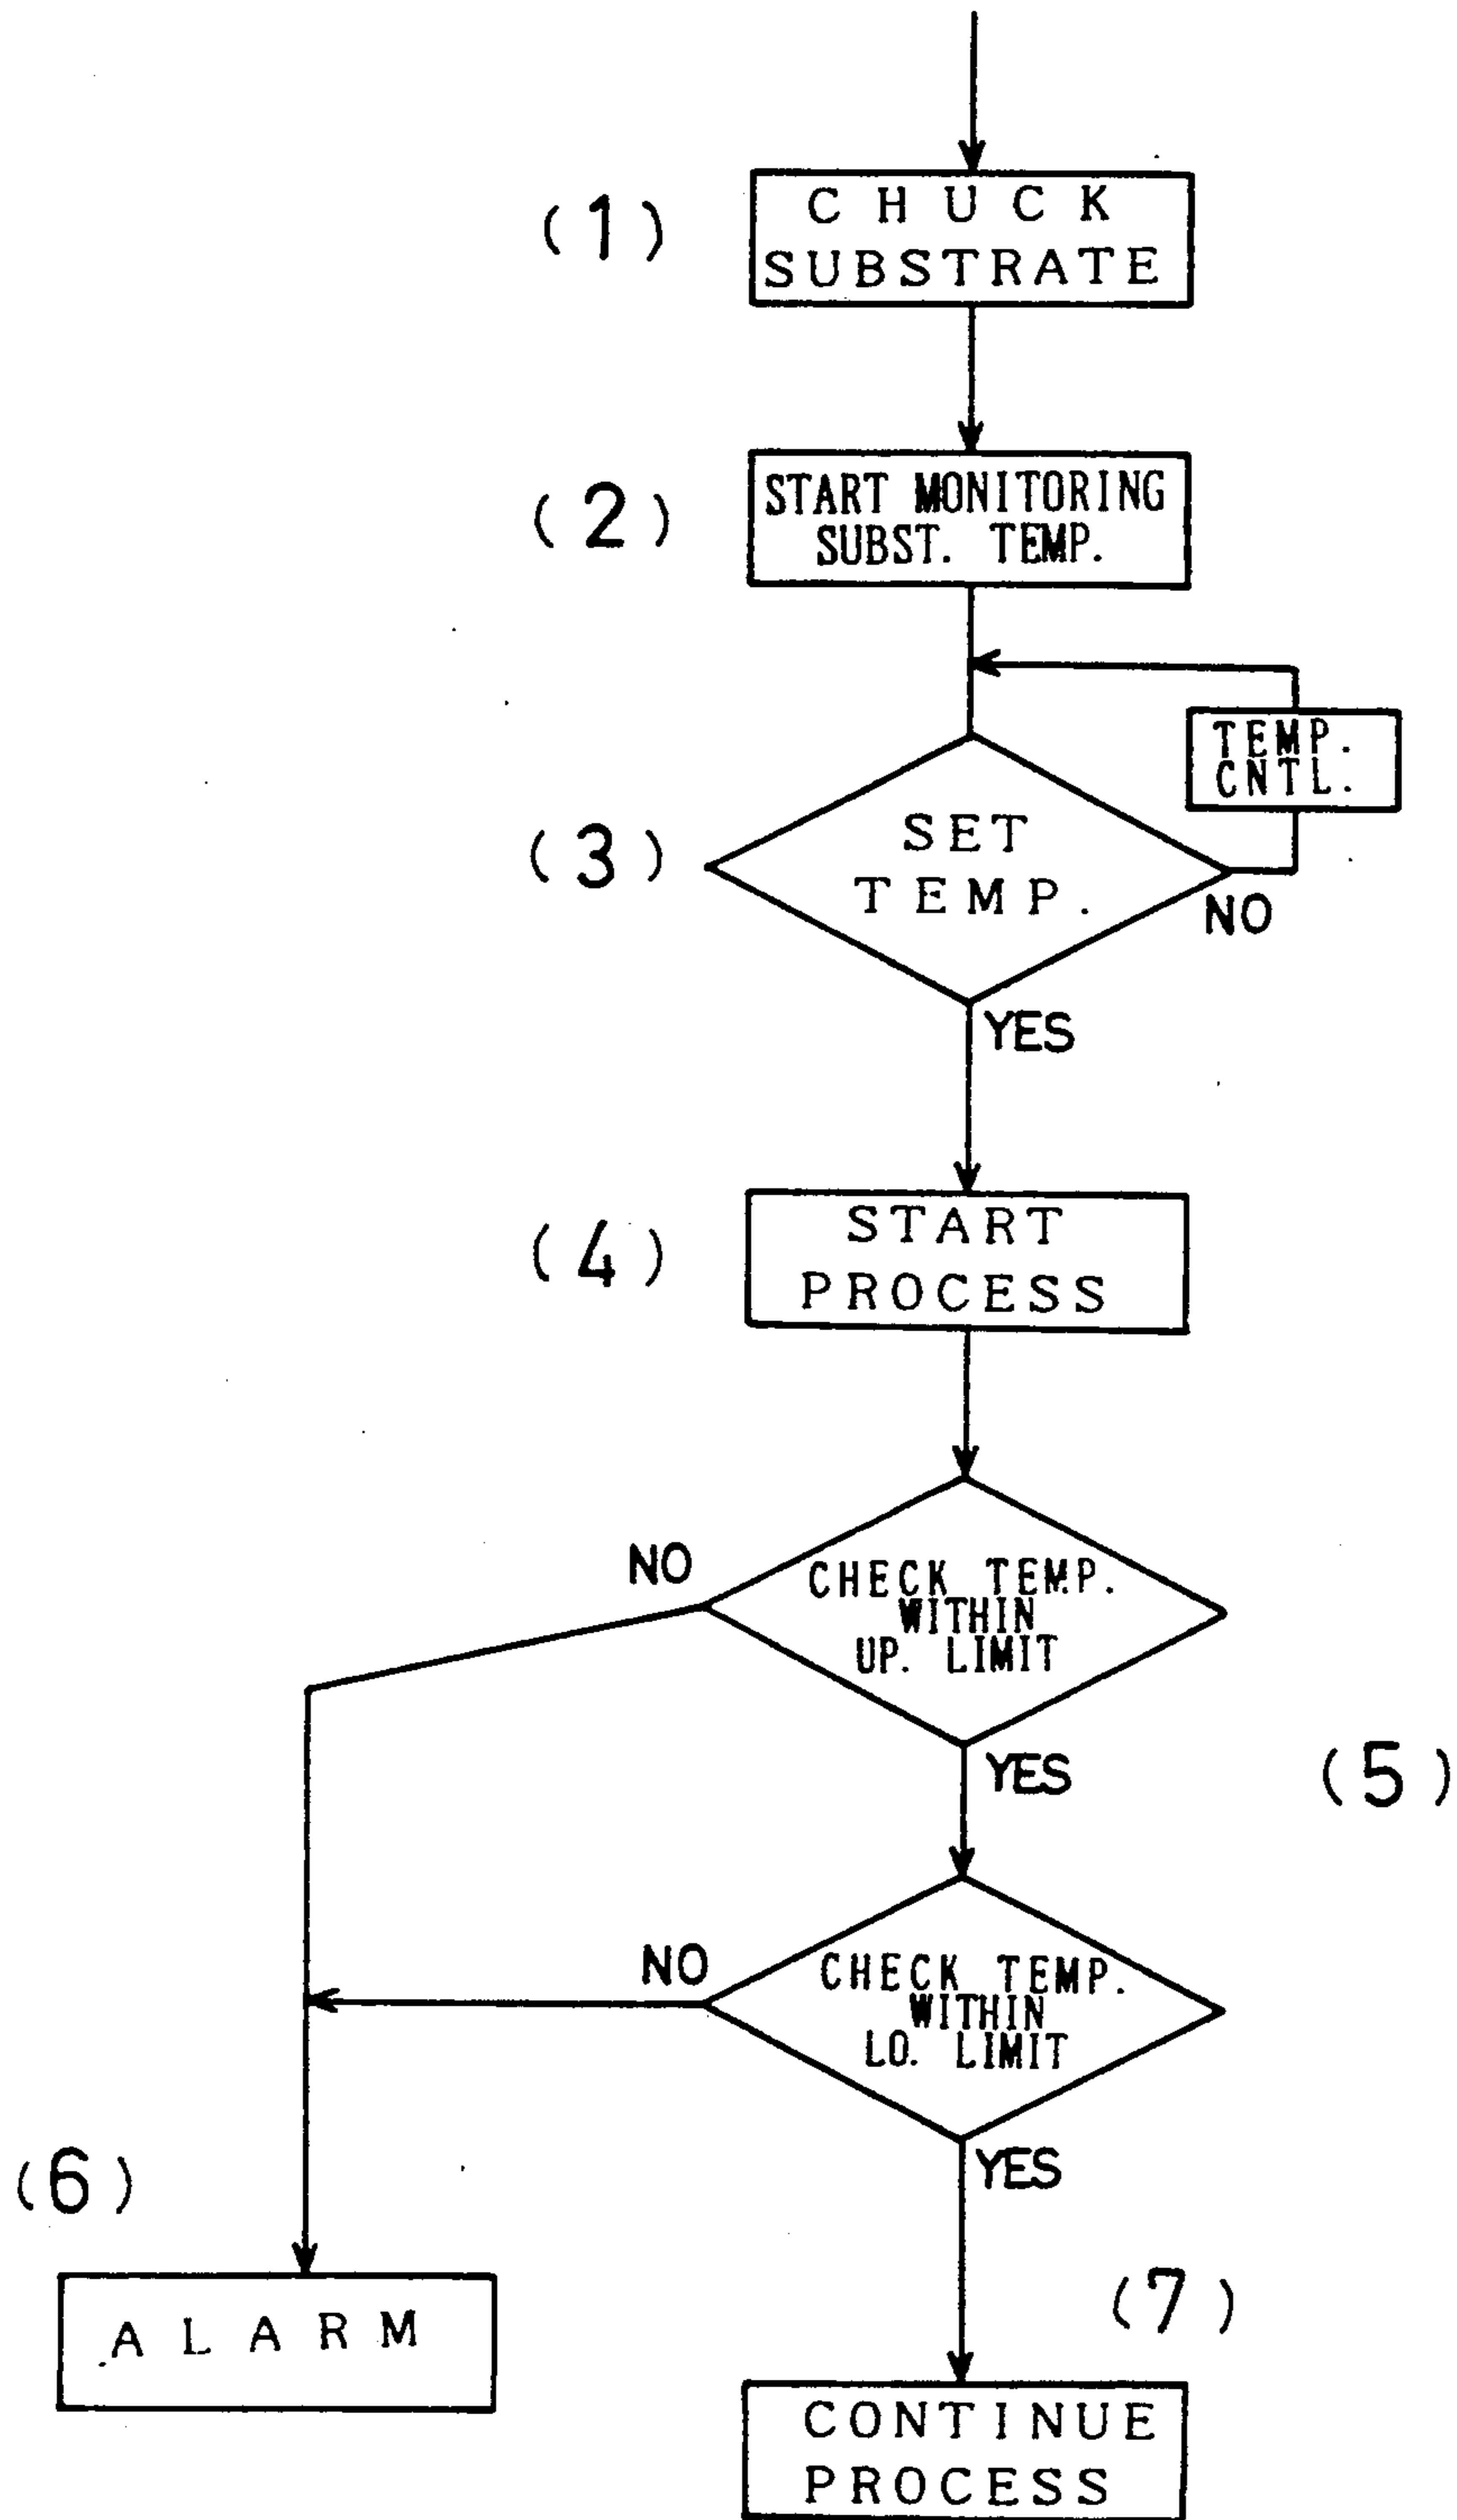 (1)
CHUCK
SUBSTRATE
(2)
START MONITORING
SUBST. TEMP.
TEMP.
CNTL.
(3)
SET
TEMP.
NO
YES
(4)
START
PROCESS
NO
CHECK TEMP.
WITHIN
UP. LIMIT
YES
(5)
NO
CHECK TEMP.
WITHIN
LO. LIMIT
YES
(6)
ALARM
(7)
CONTINUE
PROCESS